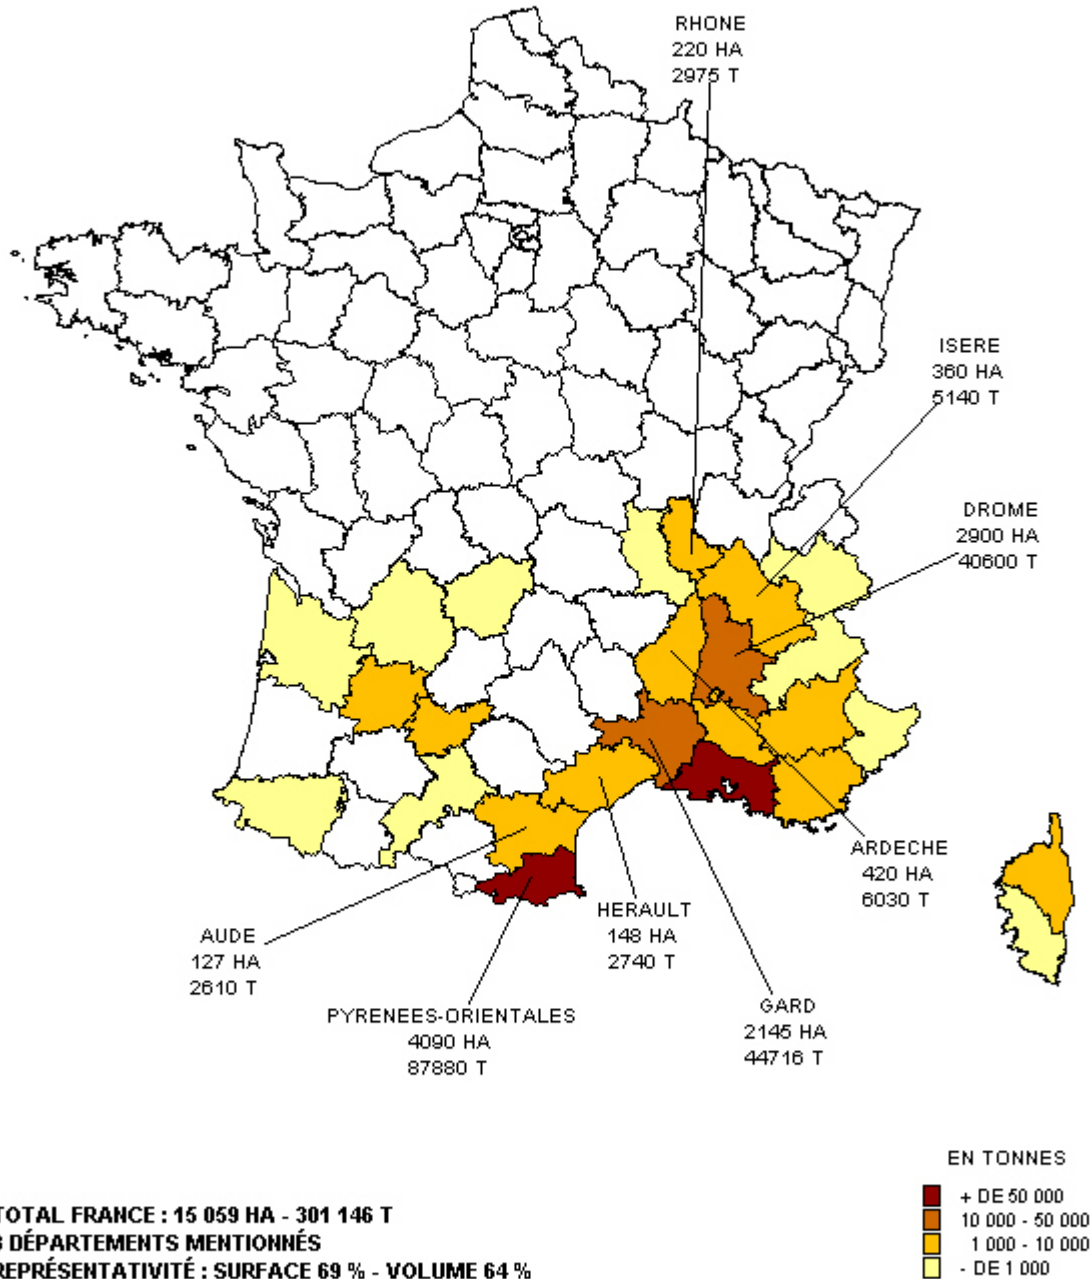 RHONE
220 HA
2975 T
ISERE
360 HA
5140 T
DROME
2900 HA
40600 T
ARDECHE
420 HA
6030 T
HERAULT
148 HA
2740 T
AUDE
127 HA
2610 T
PYRENEES-ORIENTALES
4090 HA
87880 T
GARD
2145 HA
44716 T
EN TONNES
+ DE 50 000
10 000 - 50 000
1 000 - 10 000
- DE 1 000
TOTAL FRANCE : 15 059 HA - 301 146 T
8 DÉPARTEMENTS MENTIONNÉS
REPRÉSENTATIVITÉ : SURFACE 69 % - VOLUME 64 %